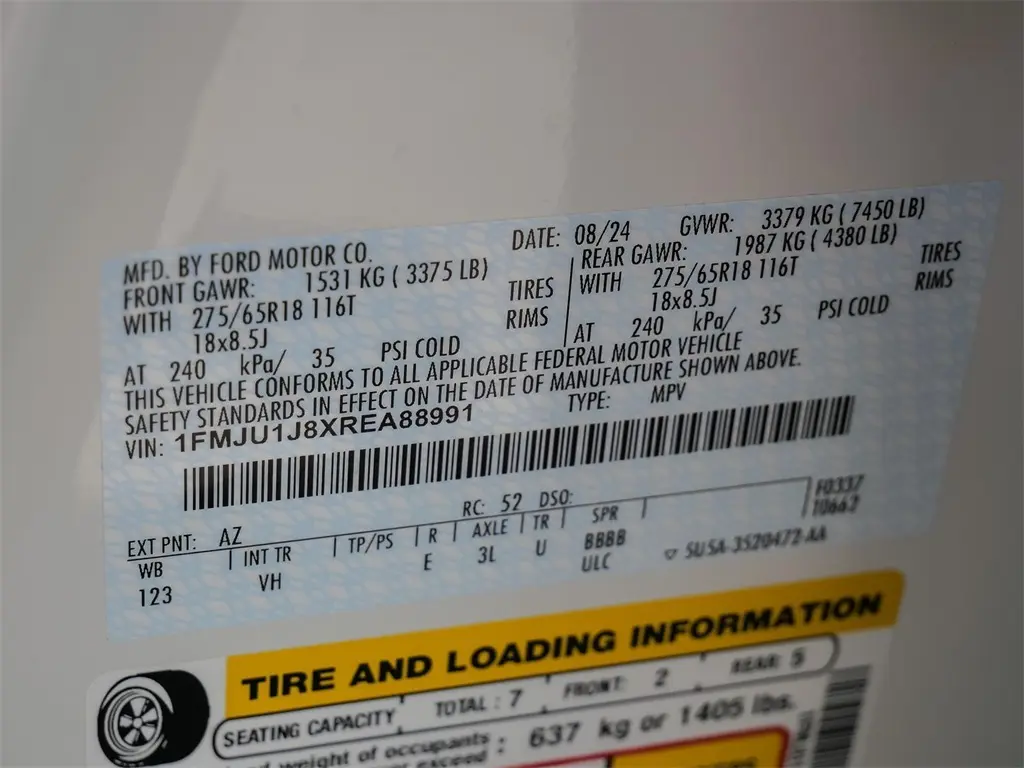 MFD. BY FORD MOTOR CO. DATE: 08/24 GVWR: 3379 KG ( 7450 LB)
FRONT GAWR: 1531 KG ( 3375 LB) REAR GAWR: 1987 KG ( 4380 LB)
WITH 275/65R18 116T TIRES WITH 275/65R18 116T TIRES
18x8.5J RIMS 18x8.5J RIMS
AT 240 kPa/ 35 PSI COLD AT 240 kPa/ 35 PSI COLD
THIS VEHICLE CONFORMS TO ALL APPLICABLE FEDERAL MOTOR VEHICLE
SAFETY STANDARDS IN EFFECT ON THE DATE OF MANUFACTURE SHOWN ABOVE.
VIN: 1FMJU1J8XREA88991 TYPE: MPV
EXT PNT: AZ RC: 52 DSO: F0337
WB INT TR TP/PS R AXLE TR SPR 10662
123 VH E 3L U BBBB
ULC 5U5A-3520472-AA
TIRE AND LOADING INFORMATION
SEATING CAPACITY TOTAL : 7 FRONT: 2 REAR: 5
weight of occupants : 637 kg or 1405 lbs.
exceed